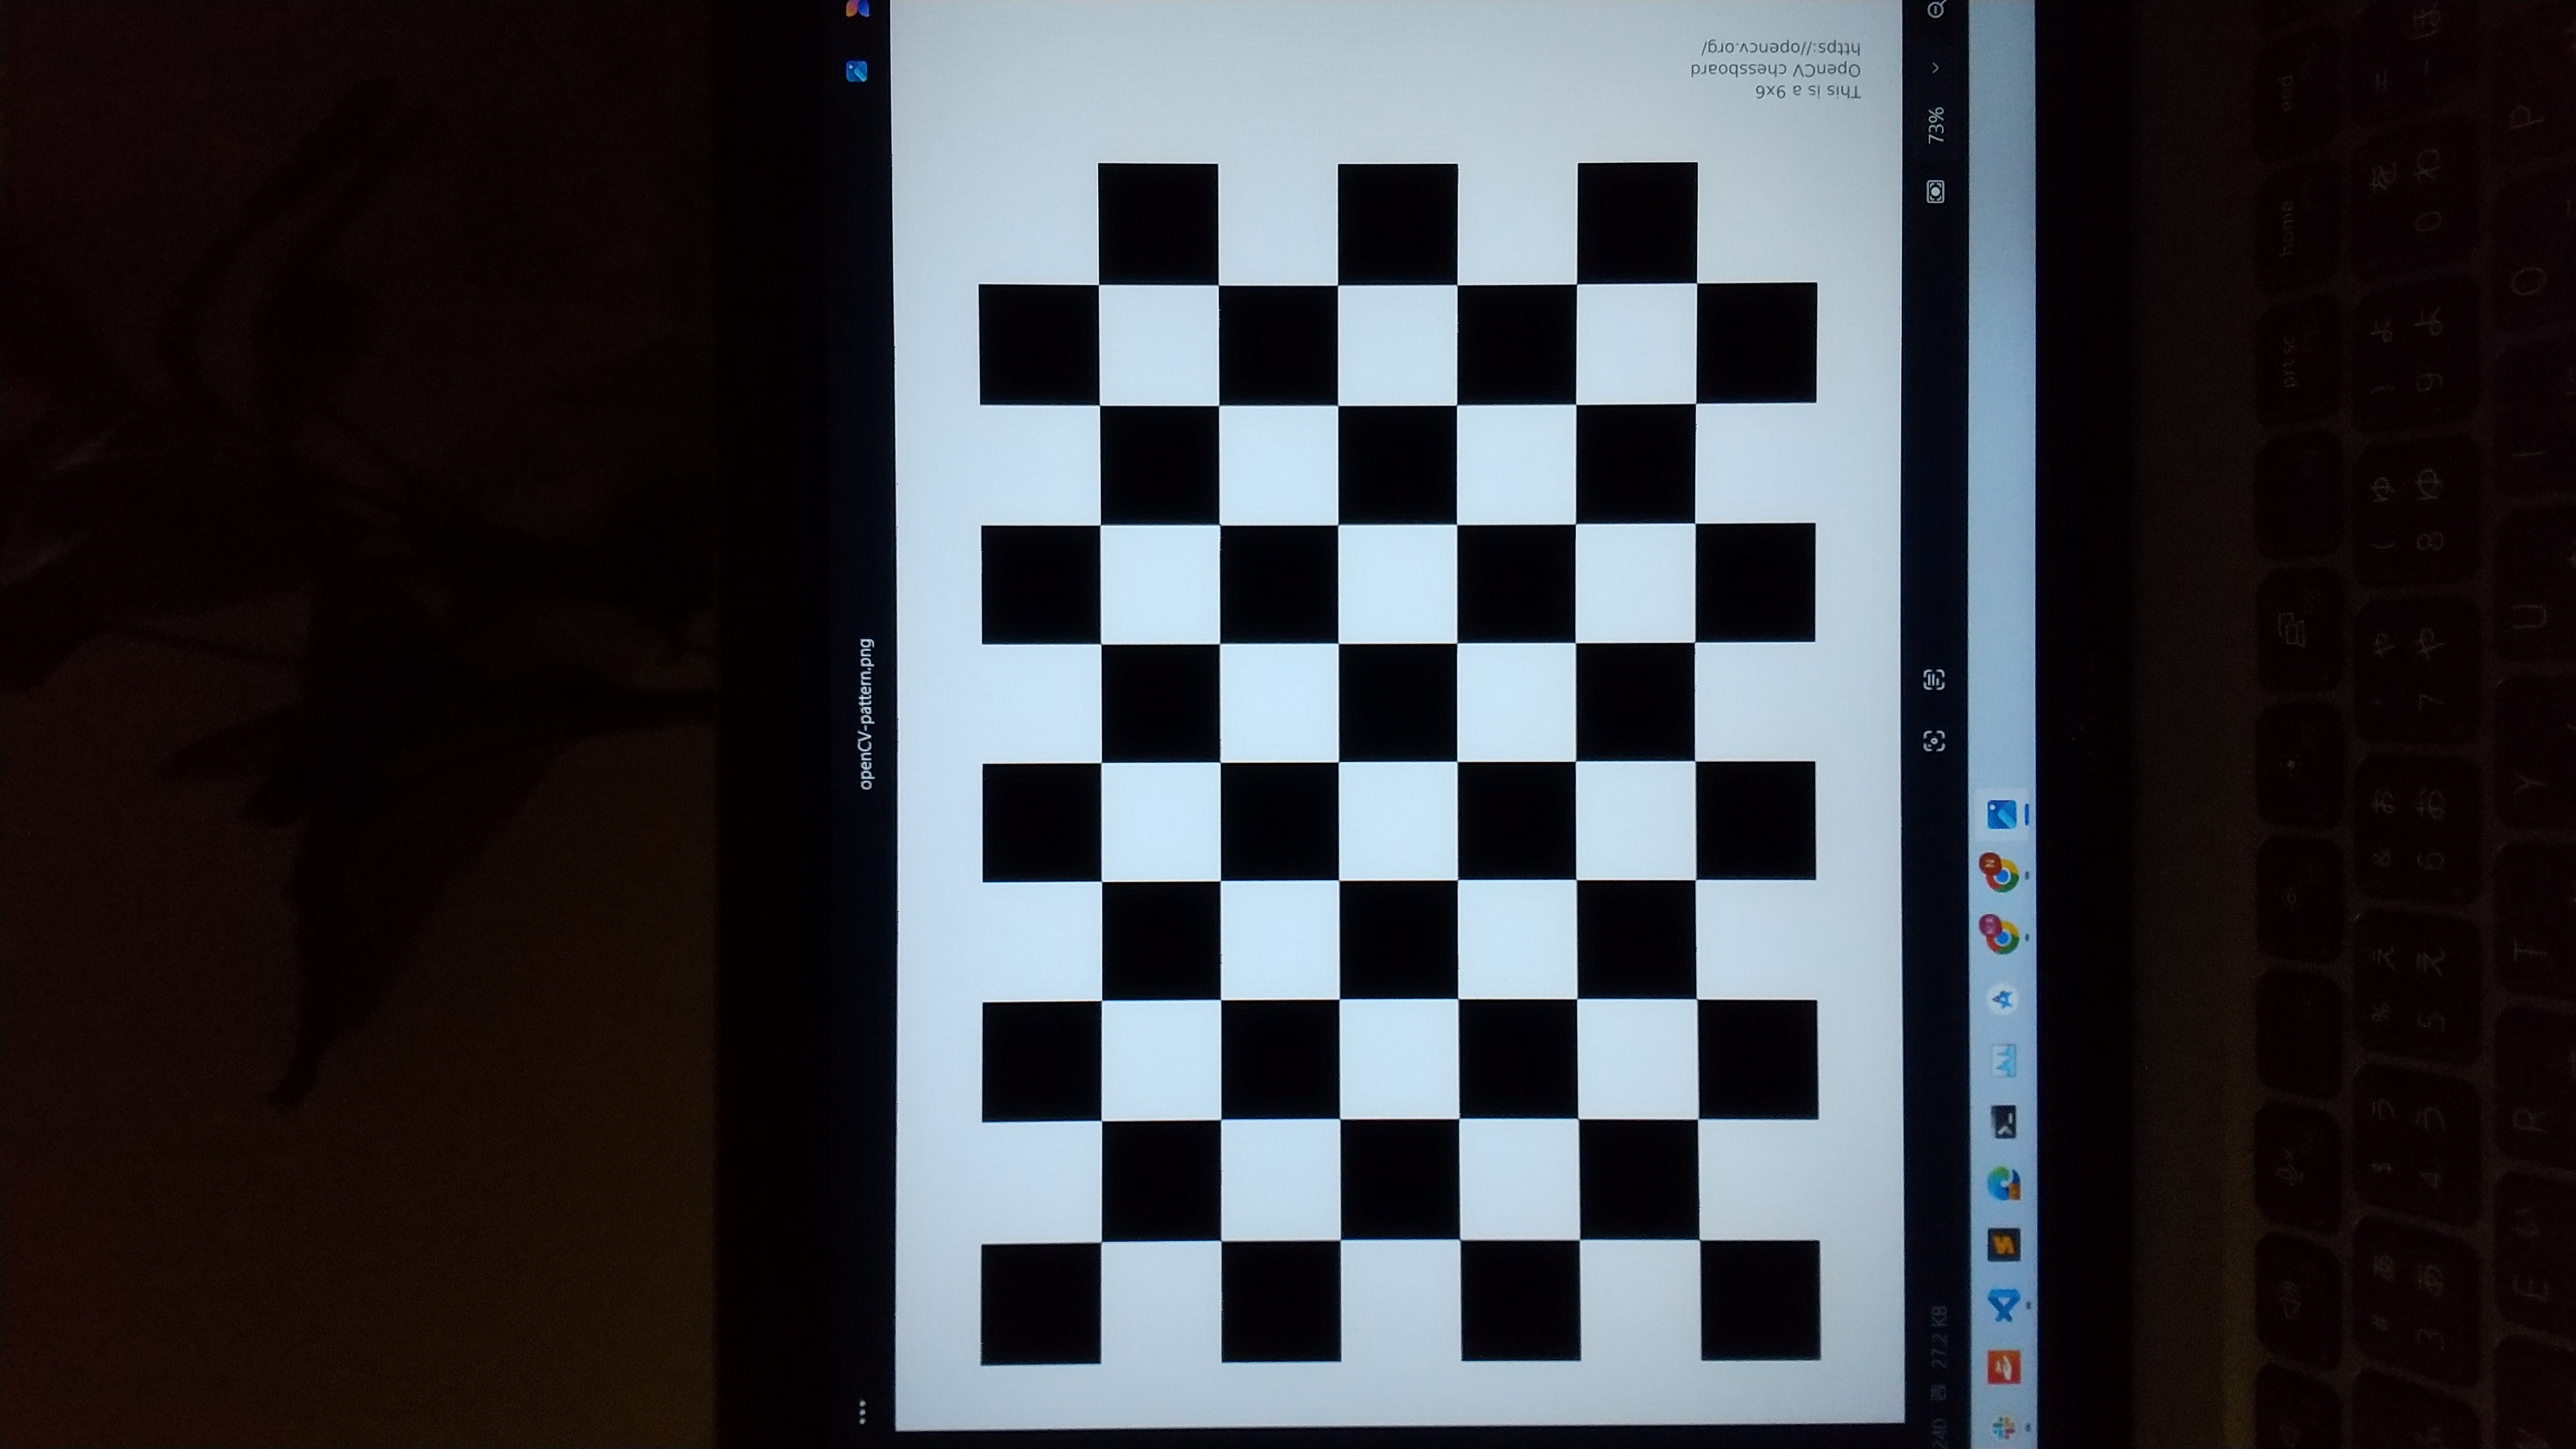 openCV-pattern.png
This is a 9x6
OpenCV chessboard
https://opencv.org/
240 27.2 KB
73%
N
prt sc home end
# あ $ う % え & お ' や ( ゆ ) よ を =
3 あ 4 う 5 え 6 お 7 や 8 ゆ 9 よ 0 わ - ほ
E い R T Y U I O P